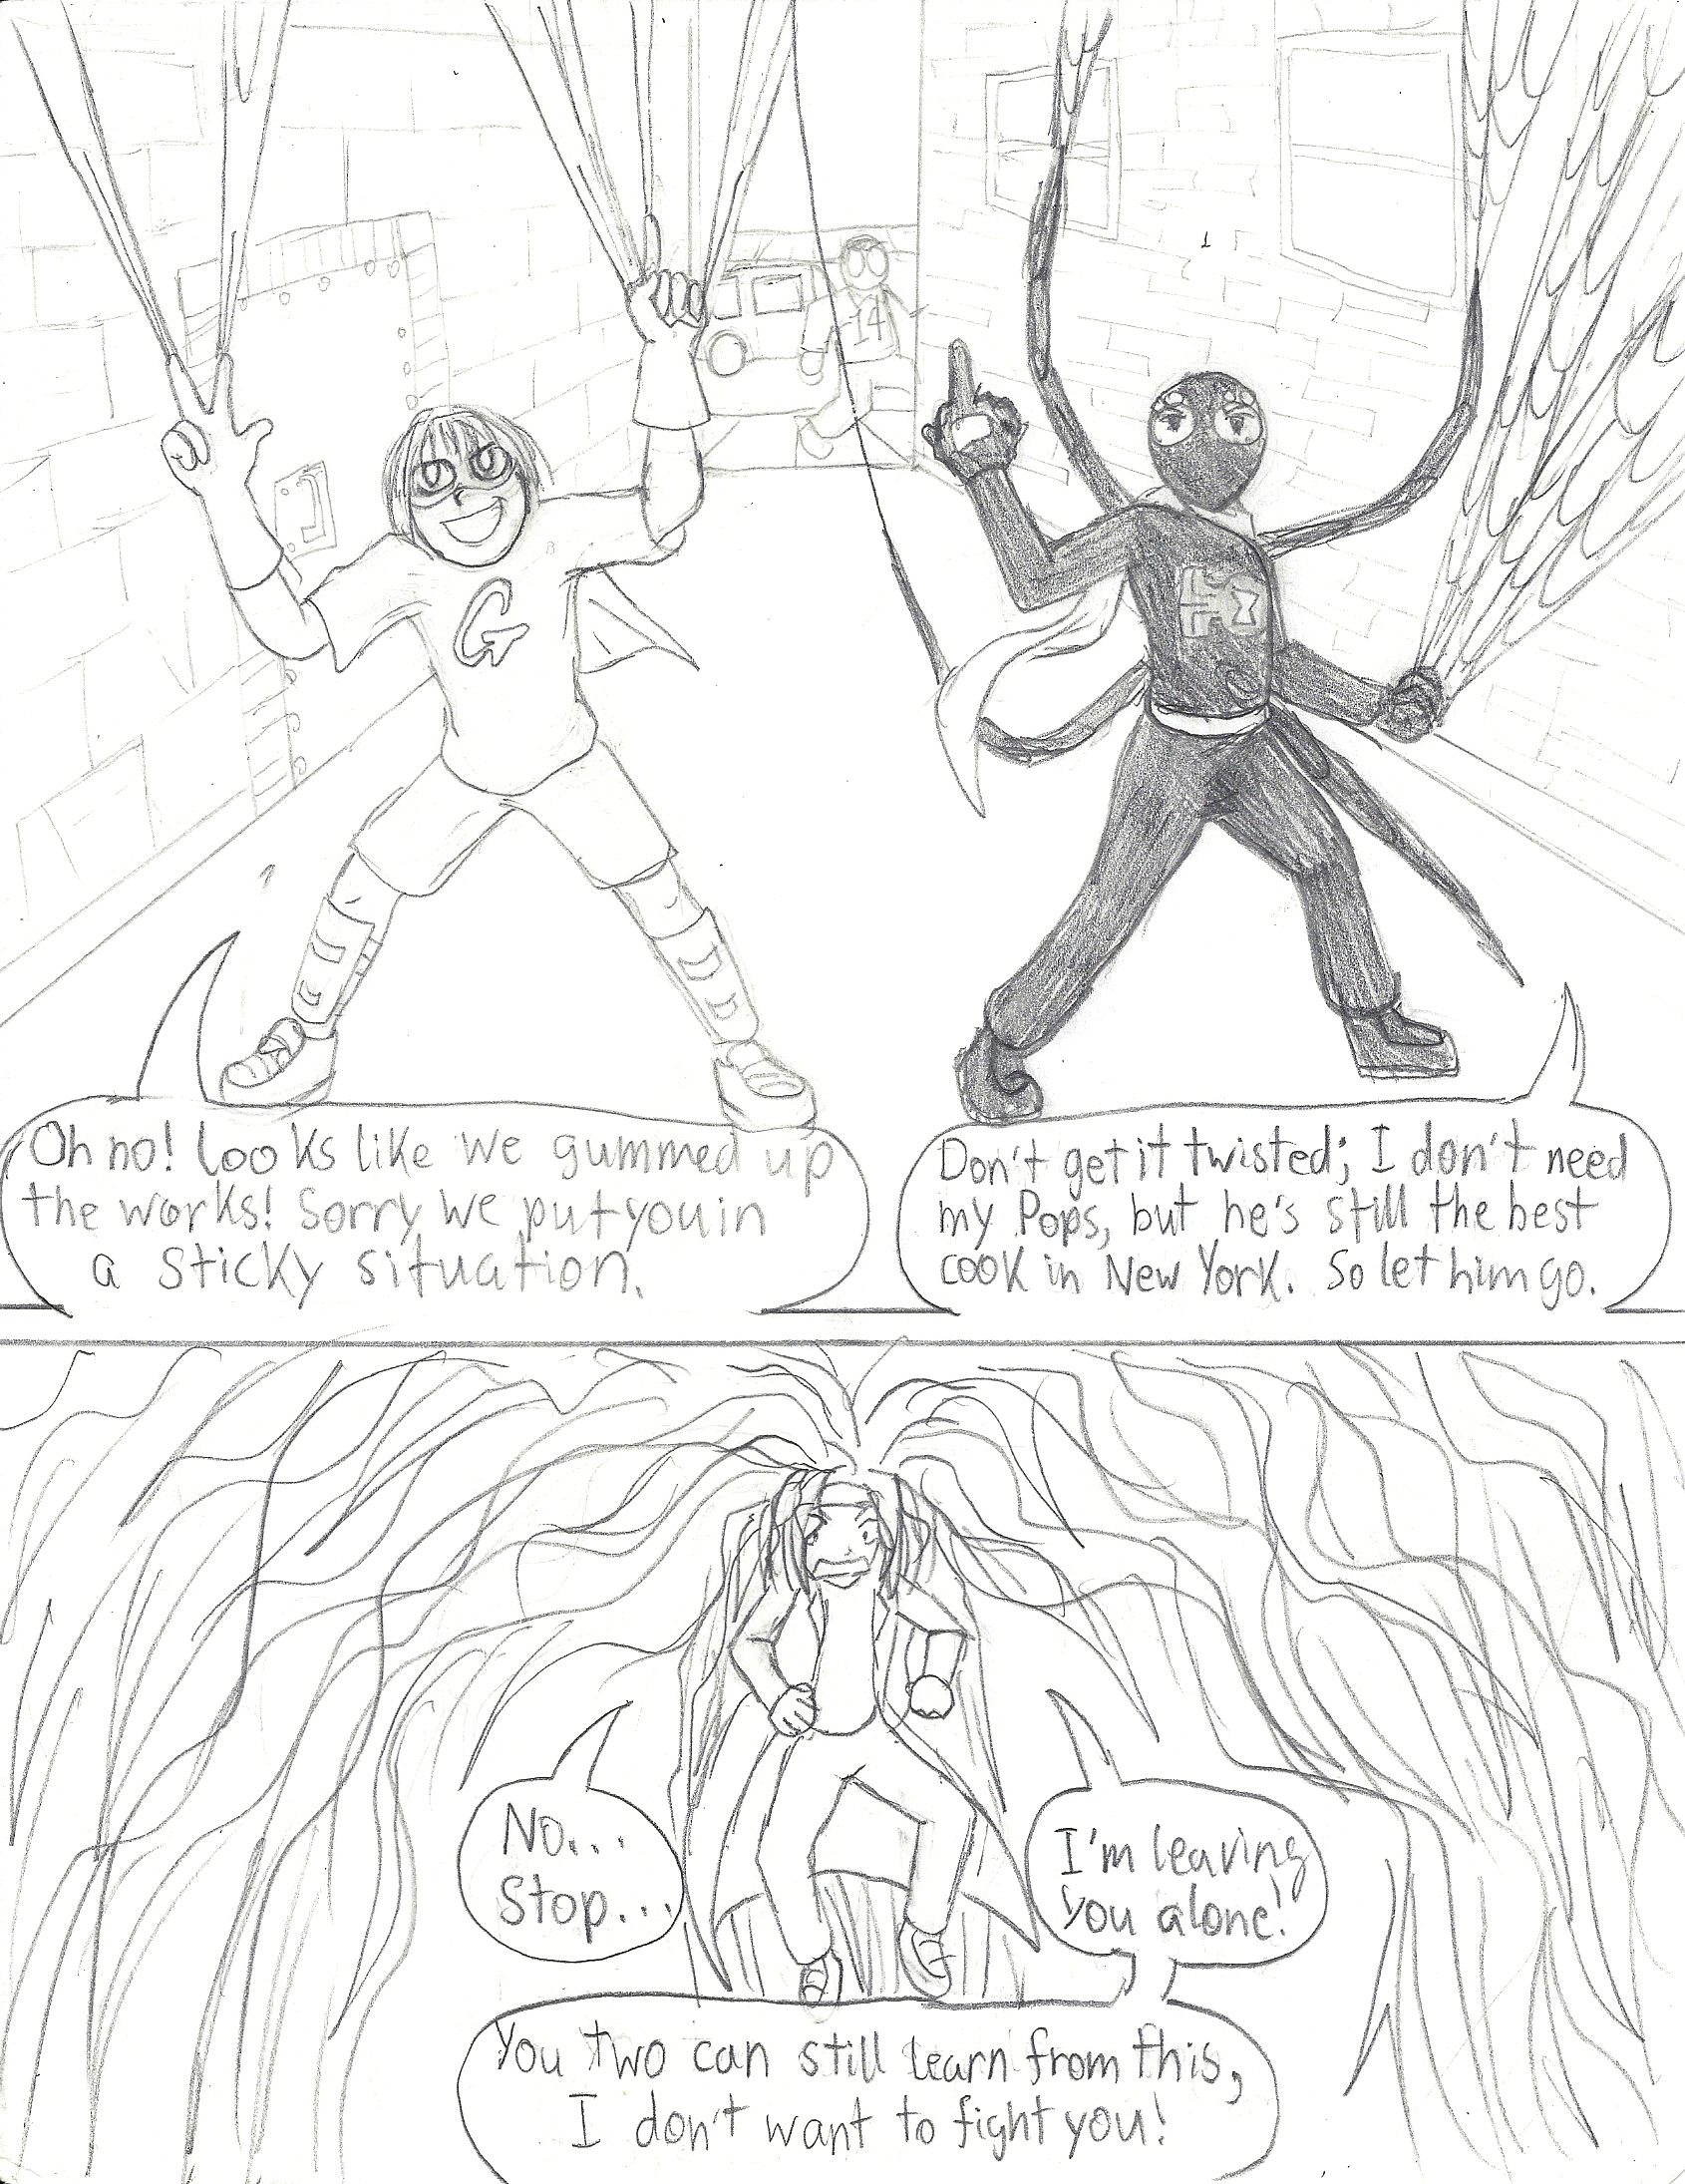 14
G
Oh no! Looks like we gummed up
the works! Sorry we put you in
a sticky situation.
Don't get it twisted; I don't need
my Pops, but he's still the best
cook in New York. So let him go.
No...
Stop...
I'm leaving
you alone!
You two can still learn from this,
I don't want to fight you!